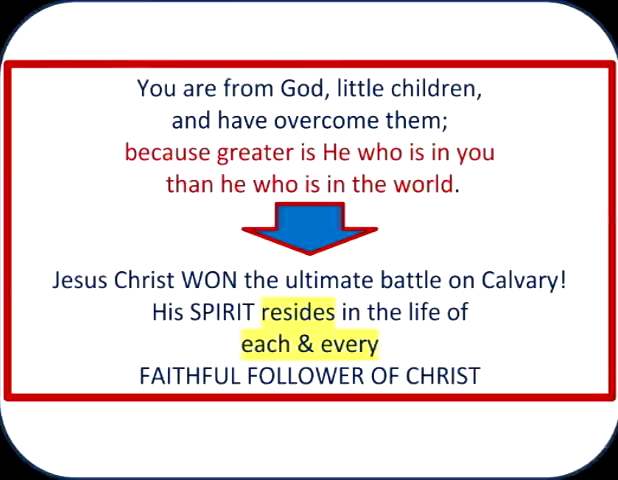 You are from God, little children,
and have overcome them;
because greater is He who is in you
than he who is in the world.
Jesus Christ WON the ultimate battle on Calvary!
His SPIRIT resides in the life of
each & every
FAITHFUL FOLLOWER OF CHRIST